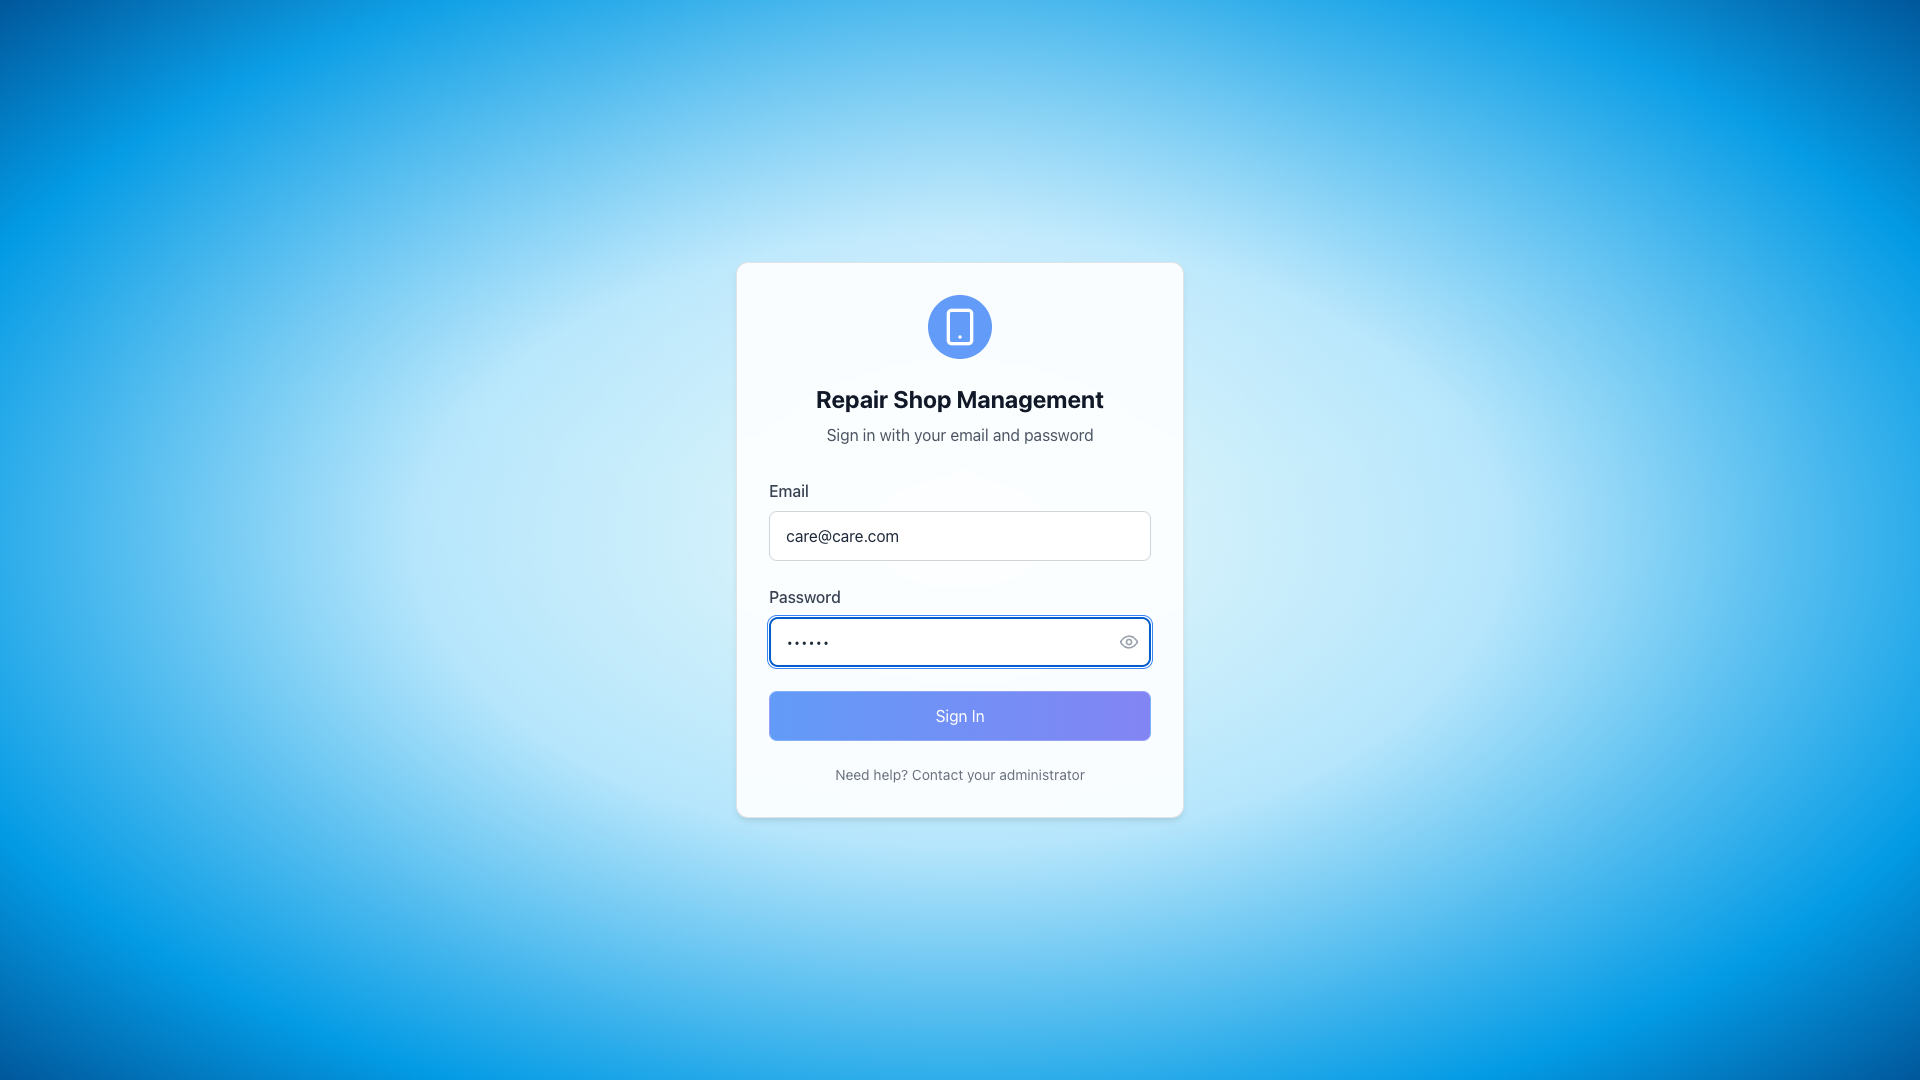 Repair Shop Management
Sign in with your email and password
Email
care@care.com
Password
••••••
Sign In
Need help? Contact your administrator